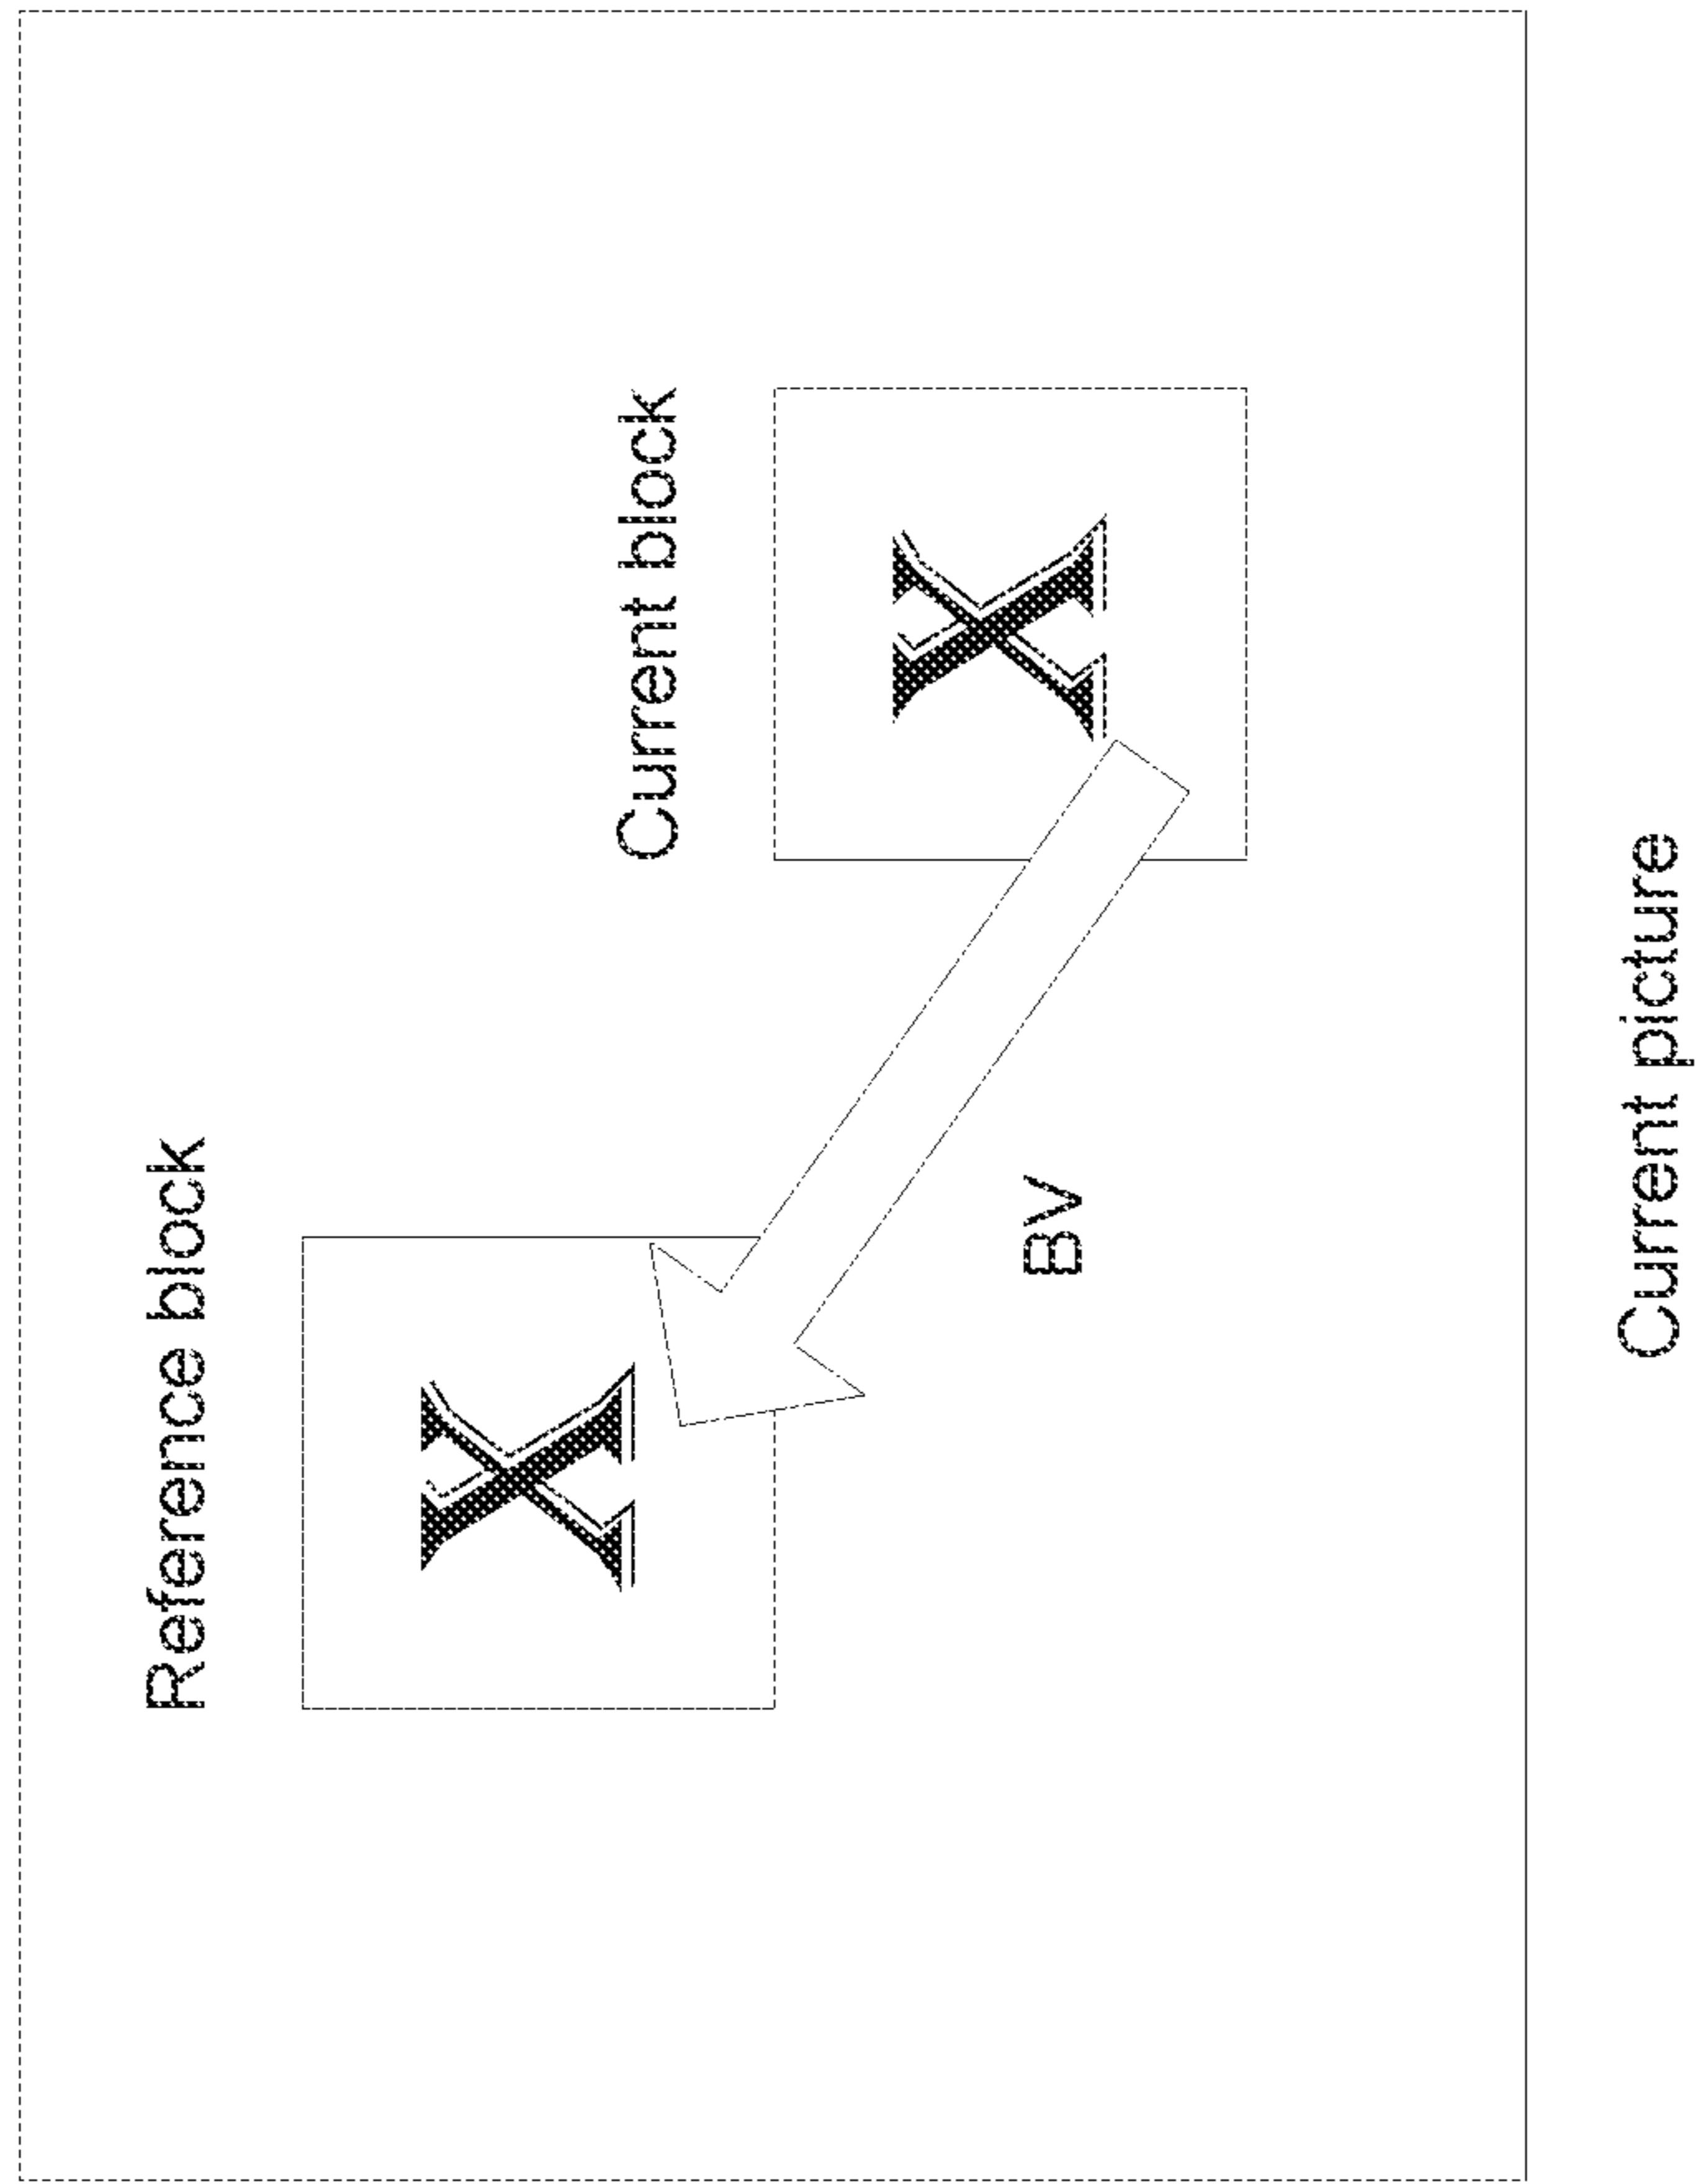 Reference block
X
Current block
X
BV
Current picture